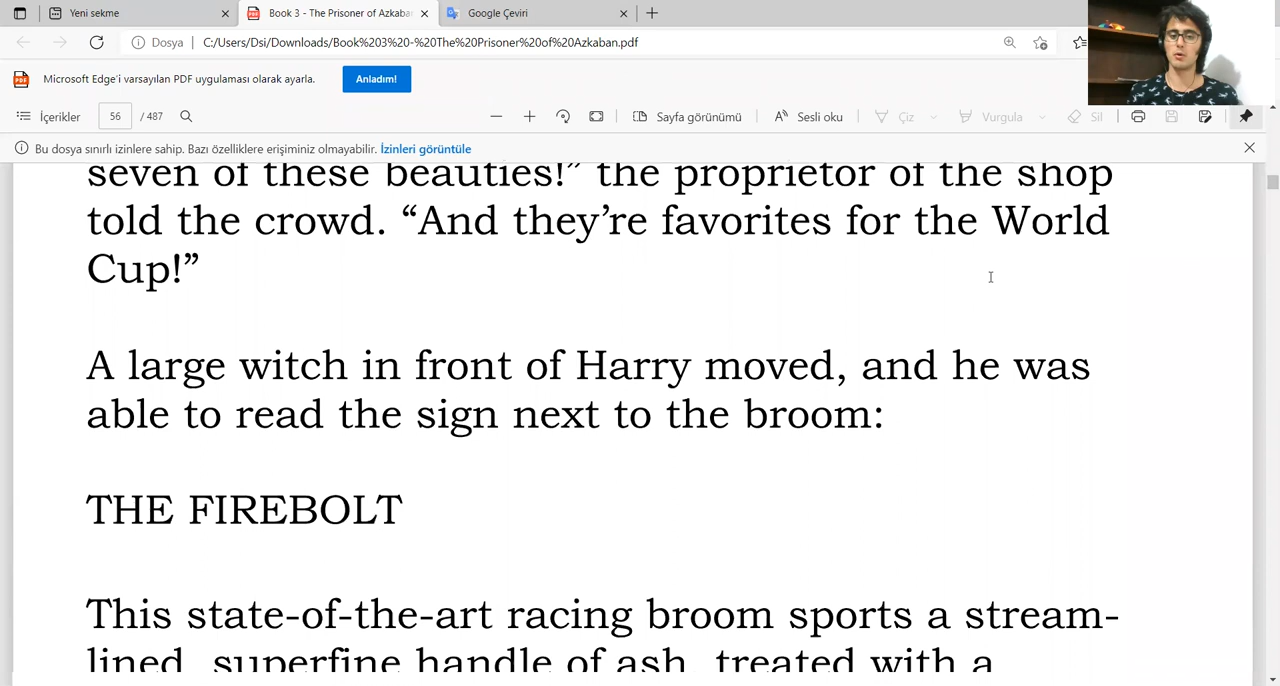 Yeni sekme
Book 3 - The Prisoner of Azkaba
Google Çeviri
Dosya
C:/Users/Dsi/Downloads/Book%203%20-%20The%20Prisoner%20of%20Azkaban.pdf
Microsoft Edge'i varsayılan PDF uygulaması olarak ayarla.
Anladım!
İçerikler
56 / 487
Sayfa görünümü
Sesli oku
Çiz
Vurgula
Sil
Bu dosya sınırlı izinlere sahip. Bazı özelliklere erişiminiz olmayabilir. İzinleri görüntüle
seven of these beauties!” the proprietor of the shop
told the crowd. “And they’re favorites for the World
Cup!”
A large witch in front of Harry moved, and he was
able to read the sign next to the broom:
THE FIREBOLT
This state-of-the-art racing broom sports a stream-
lined, superfine handle of ash, treated with a